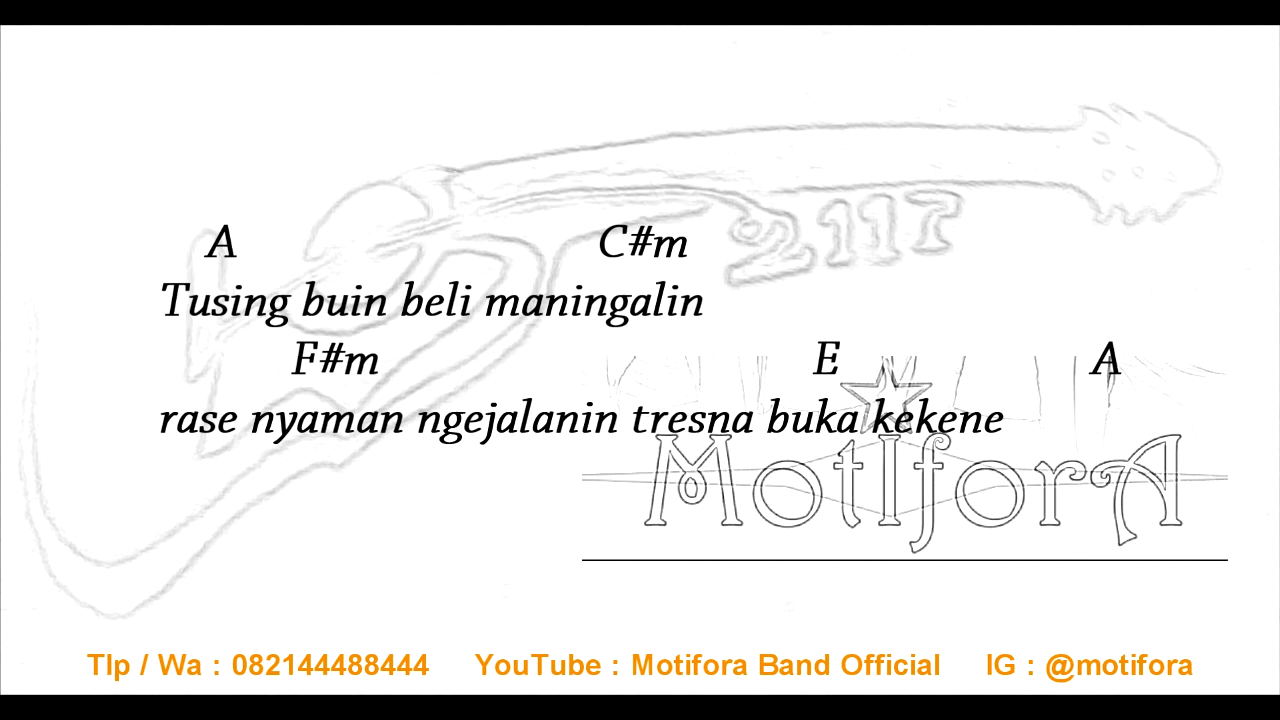 2117
A C#m
Tusing buin beli maningalin
F#m E A
rase nyaman ngejalanin tresna buka kekene
MotIforA
Tlp / Wa : 082144488444 YouTube : Motifora Band Official IG : @motifora